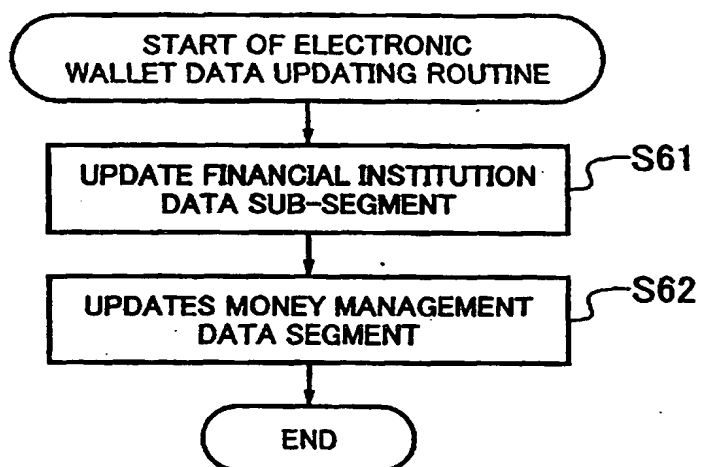 START OF ELECTRONIC
WALLET DATA UPDATING ROUTINE
UPDATE FINANCIAL INSTITUTION
DATA SUB-SEGMENT
S61
UPDATES MONEY MANAGEMENT
DATA SEGMENT
S62
END